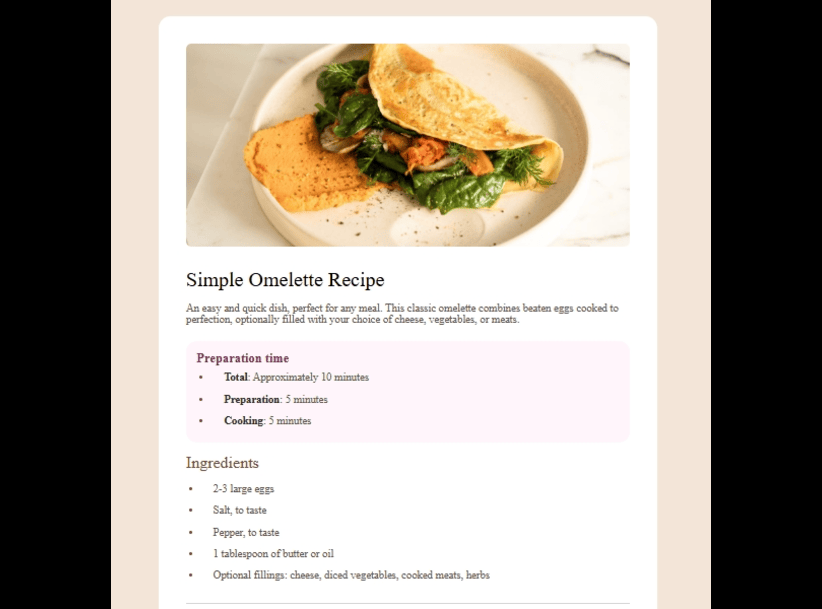 Simple Omelette Recipe
An easy and quick dish, perfect for any meal. This classic omelette combines beaten eggs cooked to
perfection, optionally filled with your choice of cheese, vegetables, or meats.
Preparation time
• Total: Approximately 10 minutes
• Preparation: 5 minutes
• Cooking: 5 minutes
Ingredients
• 2-3 large eggs
• Salt, to taste
• Pepper, to taste
• 1 tablespoon of butter or oil
• Optional fillings: cheese, diced vegetables, cooked meats, herbs